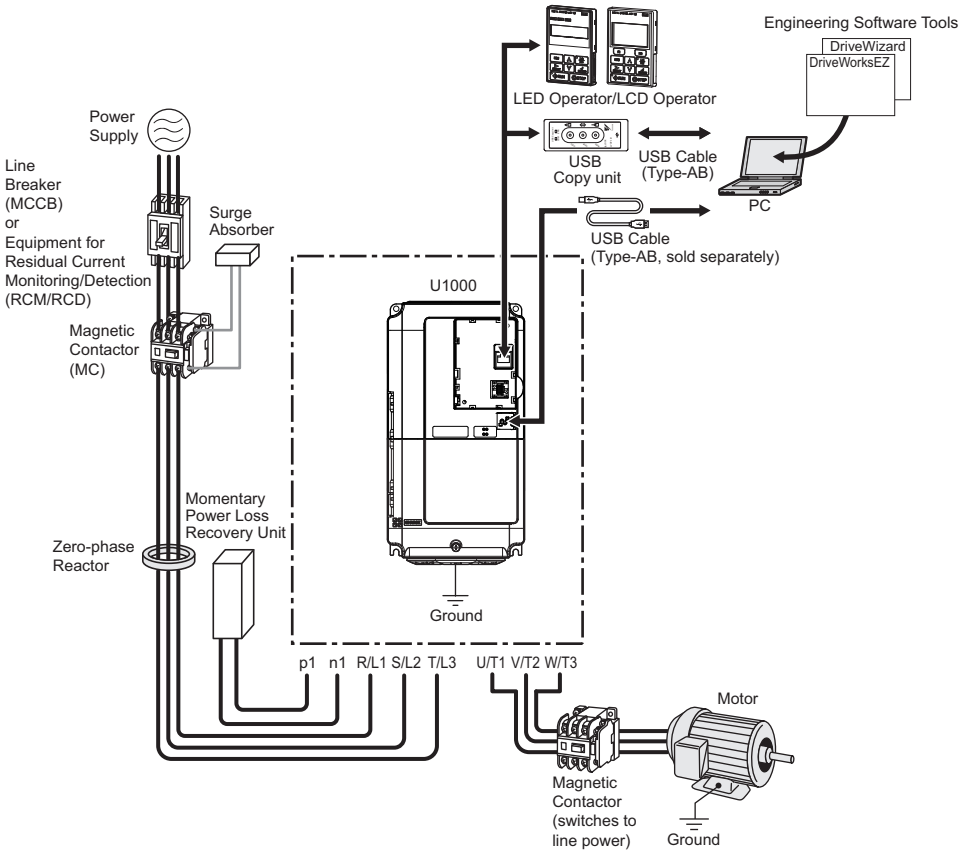 Engineering Software Tools
DriveWizard
DriveWorksEZ
LED Operator/LCD Operator
Power
Supply
USB
Copy unit
USB Cable
(Type-AB)
PC
Line
Breaker
(MCCB)
or
Equipment for
Residual Current
Monitoring/Detection
(RCM/RCD)
Surge
Absorber
USB Cable
(Type-AB, sold separately)
U1000
Magnetic
Contactor
(MC)
Momentary
Power Loss
Recovery Unit
Zero-phase
Reactor
Ground
p1 n1 R/L1 S/L2 T/L3 U/T1 V/T2 W/T3
Motor
Magnetic
Contactor
(switches to
line power)
Ground